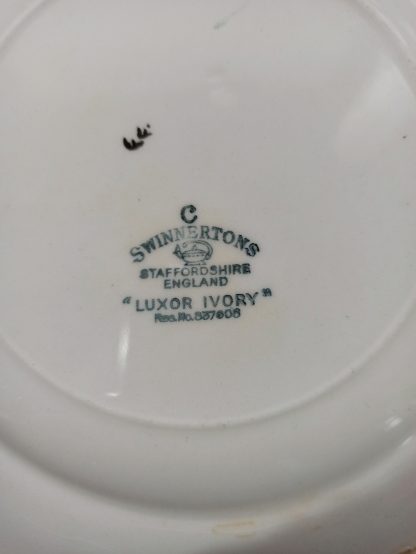 C
SWINNERTONS
STAFFORDSHIRE
ENGLAND
"LUXOR IVORY"
REG.No.837608